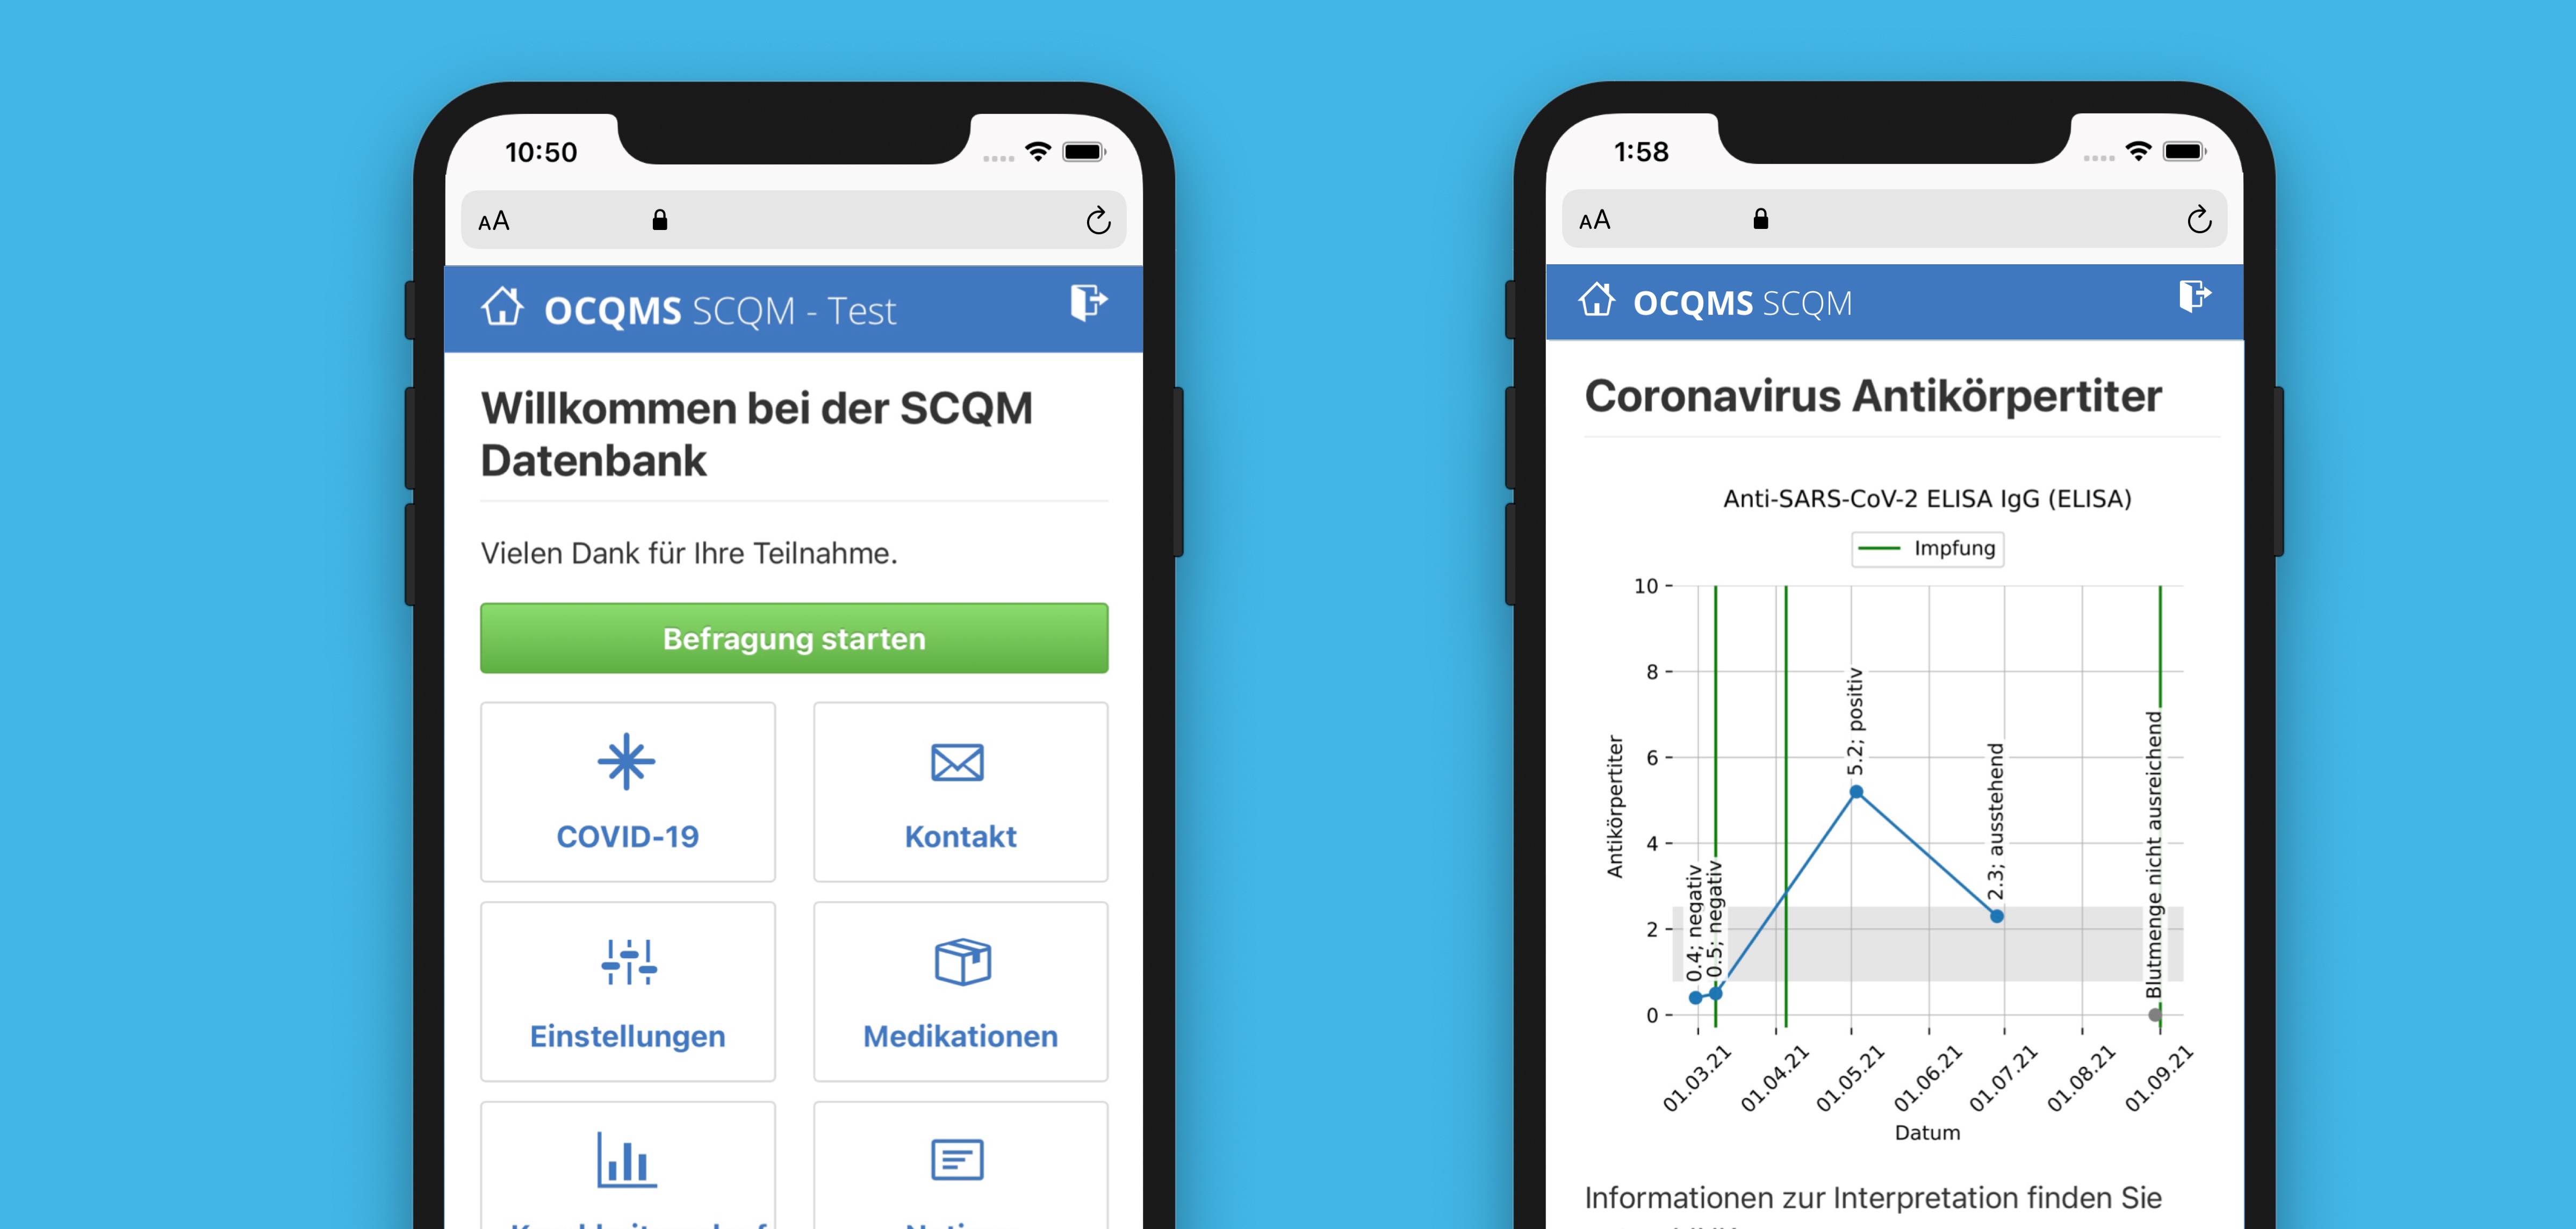 10:50
AA
OCQMS SCQM - Test
Willkommen bei der SCQM
Datenbank
Vielen Dank für Ihre Teilnahme.
Befragung starten
COVID-19
Kontakt
Einstellungen
Medikationen
1:58
AA
OCQMS SCQM
Coronavirus Antikörpertiter
Anti-SARS-CoV-2 ELISA IgG (ELISA)
Impfung
Antikörpertiter
10
8
6
4
2
0
0.4; negativ
0.5; negativ
5.2; positiv
2.3; ausstehend
Blutmenge nicht ausreichend
01.03.21
01.04.21
01.05.21
01.06.21
01.07.21
01.08.21
01.09.21
Datum
Informationen zur Interpretation finden Sie